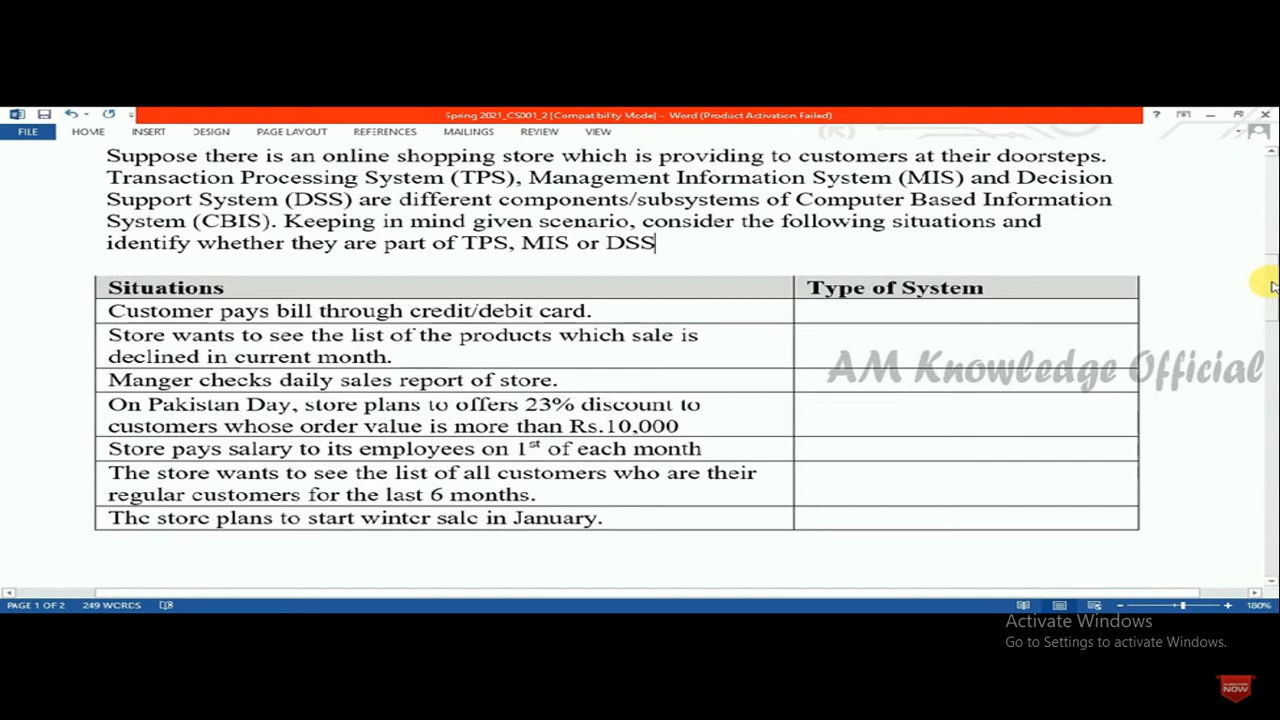 Spring 2021_CS001_2 [Compatibility Mode] - Word (Product Activation Failed)
FILE HOME INSERT DESIGN PAGE LAYOUT REFERENCES MAILINGS REVIEW VIEW
Suppose there is an online shopping store which is providing to customers at their doorsteps.
Transaction Processing System (TPS), Management Information System (MIS) and Decision
Support System (DSS) are different components/subsystems of Computer Based Information
System (CBIS). Keeping in mind given scenario, consider the following situations and
identify whether they are part of TPS, MIS or DSS
Situations Type of System
Customer pays bill through credit/debit card.
Store wants to see the list of the products which sale is
declined in current month.
AM Knowledge Official
Manger checks daily sales report of store.
On Pakistan Day, store plans to offers 23% discount to
customers whose order value is more than Rs.10,000
Store pays salary to its employees on 1st of each month
The store wants to see the list of all customers who are their
regular customers for the last 6 months.
The store plans to start winter sale in January.
PAGE 1 OF 2 249 WORDS 180%
Activate Windows
Go to Settings to activate Windows.
NOW